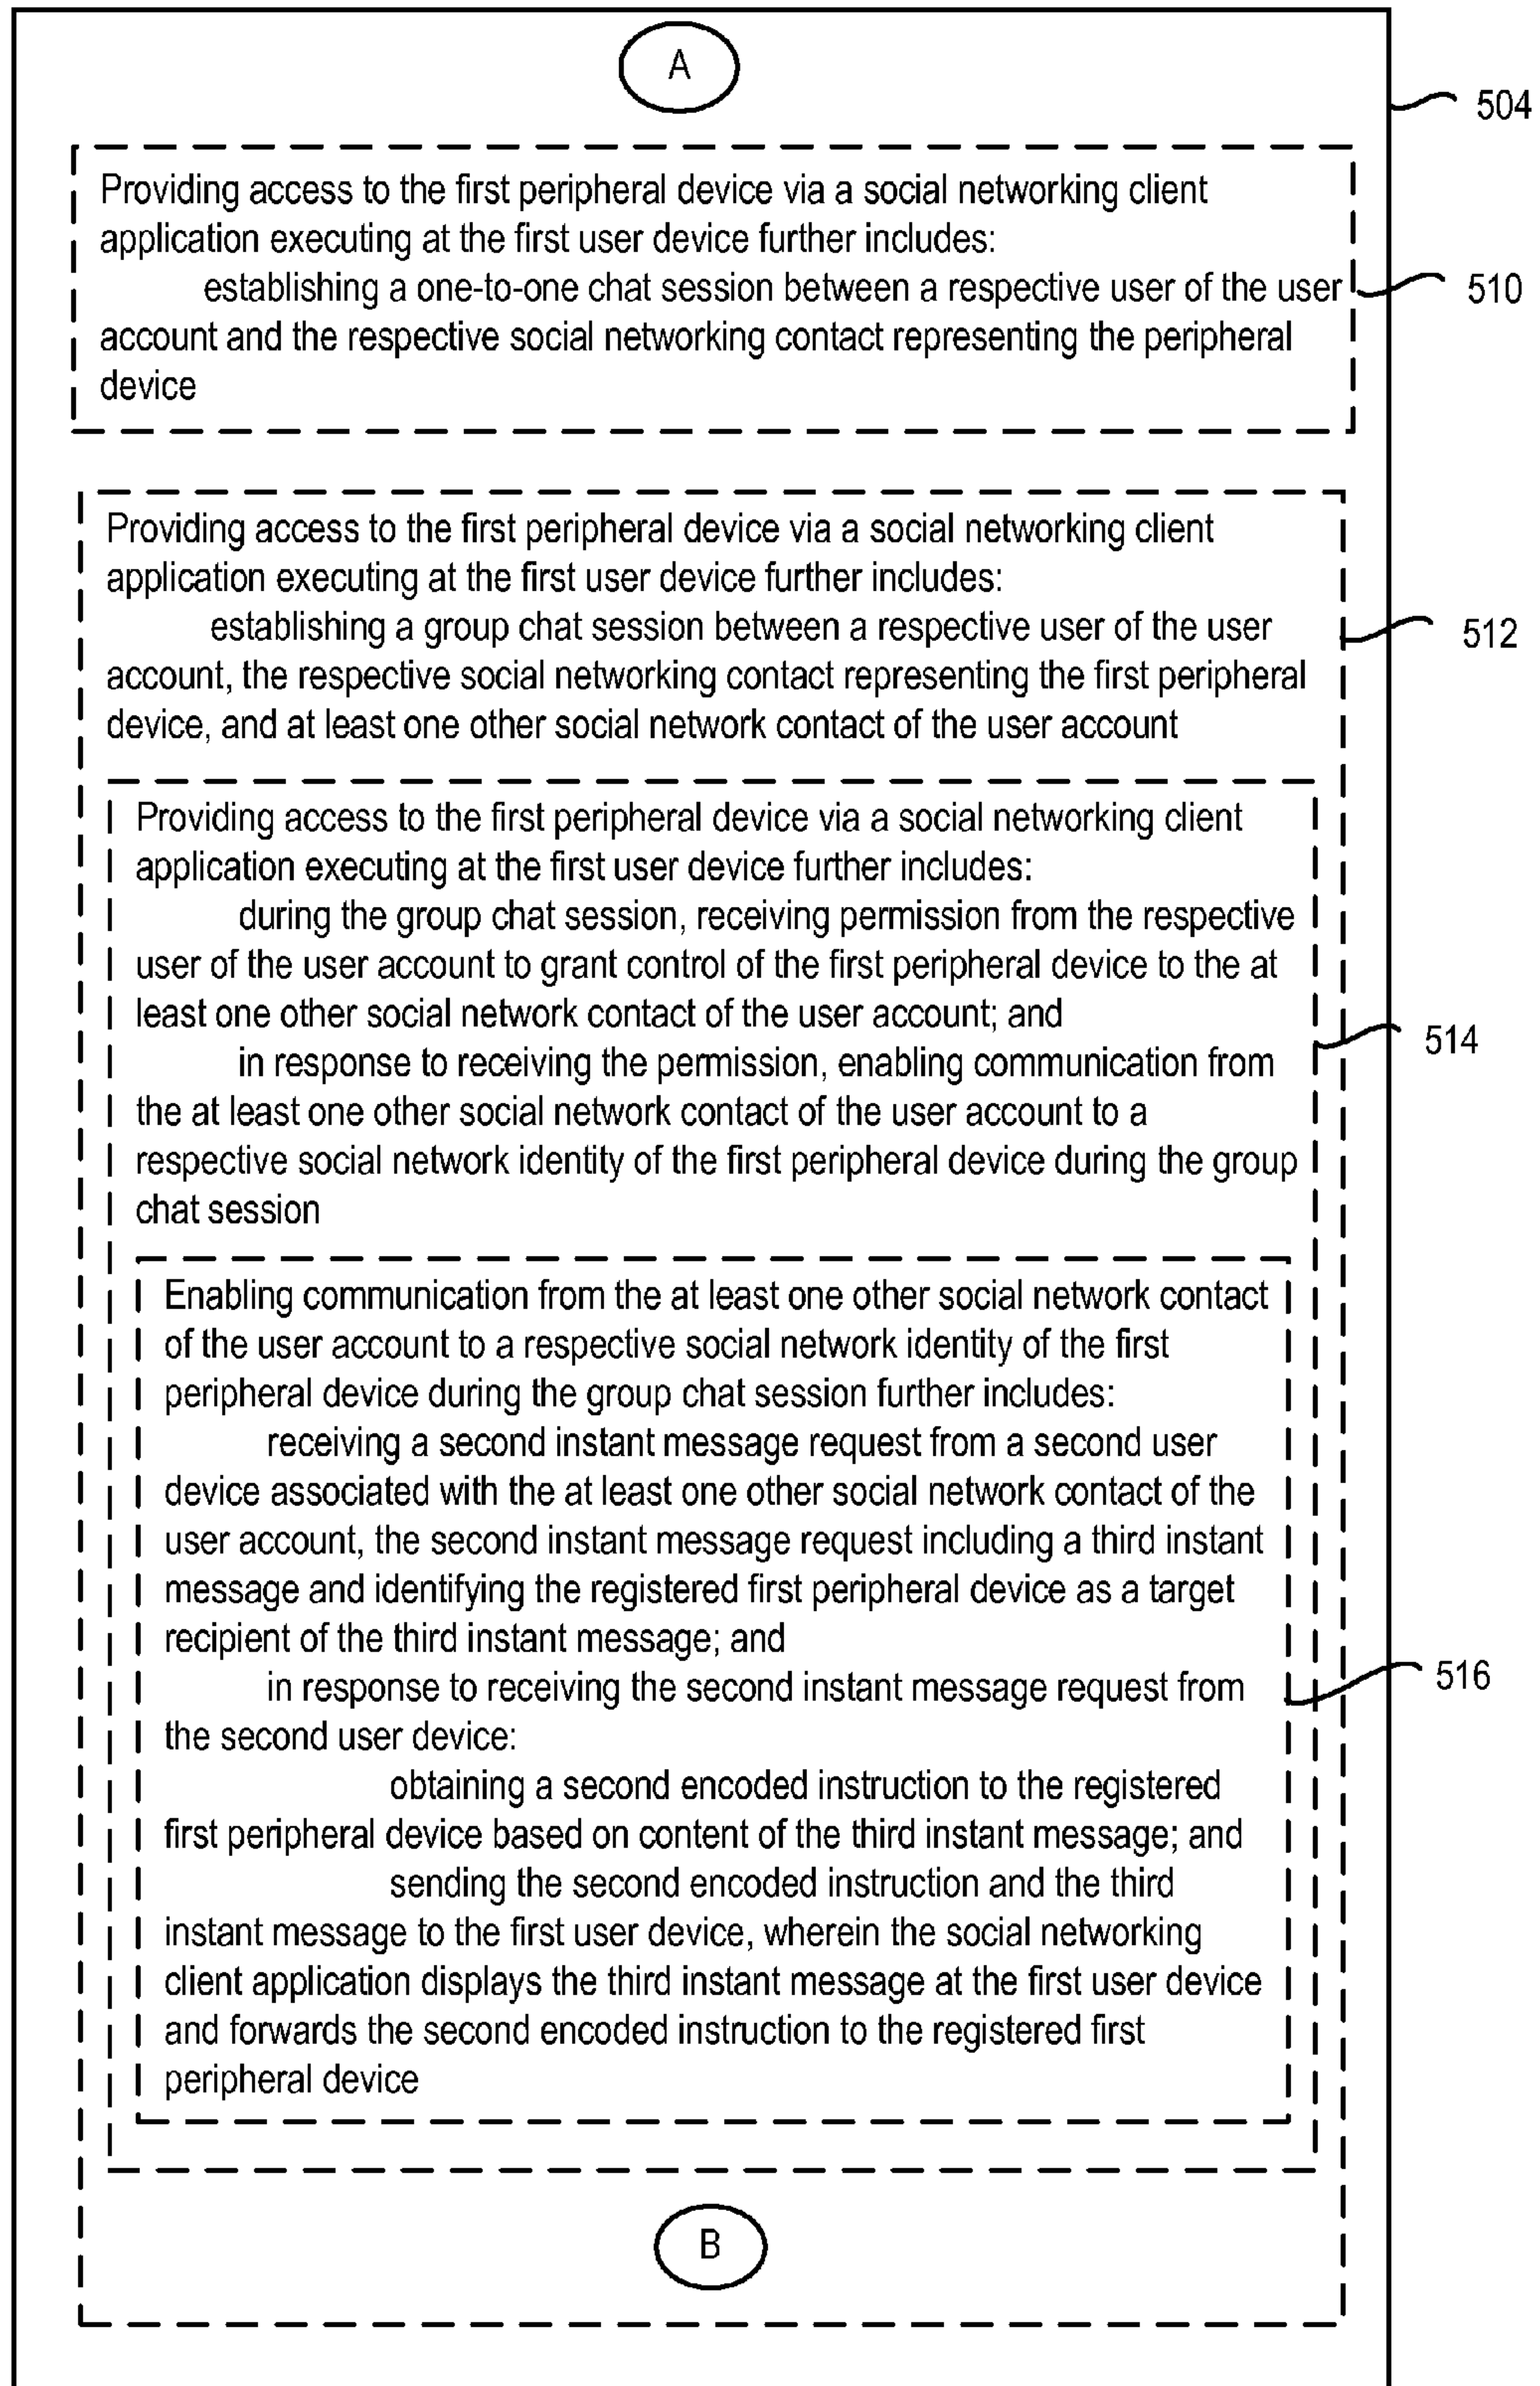 A
504
Providing access to the first peripheral device via a social networking client
application executing at the first user device further includes:
establishing a one-to-one chat session between a respective user of the user
account and the respective social networking contact representing the peripheral
device
510
Providing access to the first peripheral device via a social networking client
application executing at the first user device further includes:
establishing a group chat session between a respective user of the user
account, the respective social networking contact representing the first peripheral
device, and at least one other social network contact of the user account
512
Providing access to the first peripheral device via a social networking client
application executing at the first user device further includes:
during the group chat session, receiving permission from the respective
user of the user account to grant control of the first peripheral device to the at
least one other social network contact of the user account; and
in response to receiving the permission, enabling communication from
the at least one other social network contact of the user account to a
respective social network identity of the first peripheral device during the group
chat session
514
Enabling communication from the at least one other social network contact
of the user account to a respective social network identity of the first
peripheral device during the group chat session further includes:
receiving a second instant message request from a second user
device associated with the at least one other social network contact of the
user account, the second instant message request including a third instant
message and identifying the registered first peripheral device as a target
recipient of the third instant message; and
in response to receiving the second instant message request from
the second user device:
obtaining a second encoded instruction to the registered
first peripheral device based on content of the third instant message; and
sending the second encoded instruction and the third
instant message to the first user device, wherein the social networking
client application displays the third instant message at the first user device
and forwards the second encoded instruction to the registered first
peripheral device
516
B